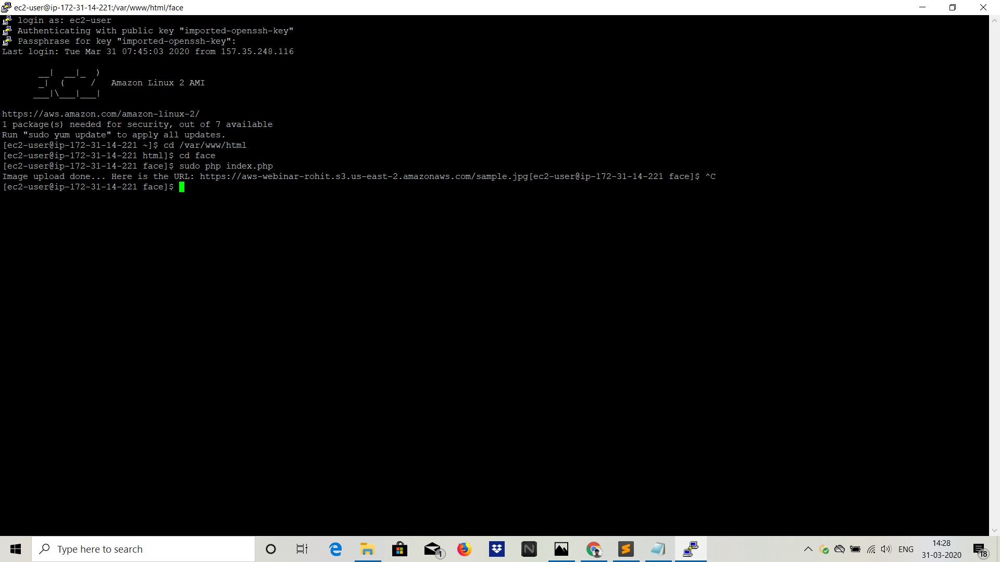 ec2-user@ip-172-31-14-221:/var/www/html/face
login as: ec2-user
Authenticating with public key "imported-openssh-key"
Passphrase for key "imported-openssh-key":
Last login: Tue Mar 31 07:45:03 2020 from 157.35.248.116
       __|  __|_  )
       _|  (     /   Amazon Linux 2 AMI
      ___|\___|___|
https://aws.amazon.com/amazon-linux-2/
1 package(s) needed for security, out of 7 available
Run "sudo yum update" to apply all updates.
[ec2-user@ip-172-31-14-221 ~]$ cd /var/www/html
[ec2-user@ip-172-31-14-221 html]$ cd face
[ec2-user@ip-172-31-14-221 face]$ sudo php index.php
Image upload done... Here is the URL: https://aws-webinar-rohit.s3.us-east-2.amazonaws.com/sample.jpg[ec2-user@ip-172-31-14-221 face]$ ^C
[ec2-user@ip-172-31-14-221 face]$
Type here to search
1
N
S
ENG
14:28
31-03-2020
18